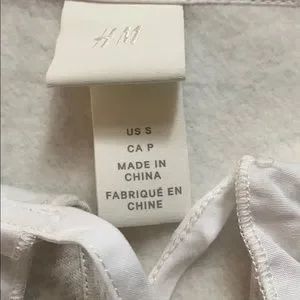 H&M
US S
CA P
MADE IN
CHINA
FABRIQUÉ EN
CHINE